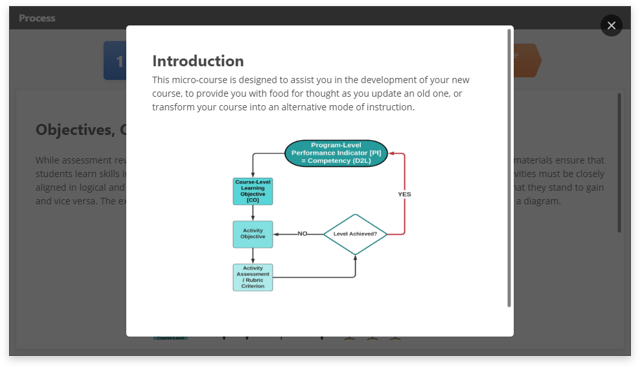 Process
1
Introduction
This micro-course is designed to assist you in the development of your new
course, to provide you with food for thought as you update an old one, or
transform your course into an alternative mode of instruction.
Program-Level
Performance Indicator [PI]
= Competency (D2L)
Course-Level
Learning
Objective
[CO]
YES
Activity
Objective
NO
Level Achieved?
Activity
Assessment
/ Rubric
Criterion
Objectives,
While assessment
materials ensure that
students learn skills
must be closely
aligned in logical and
they stand to gain
and vice versa. The
a diagram.